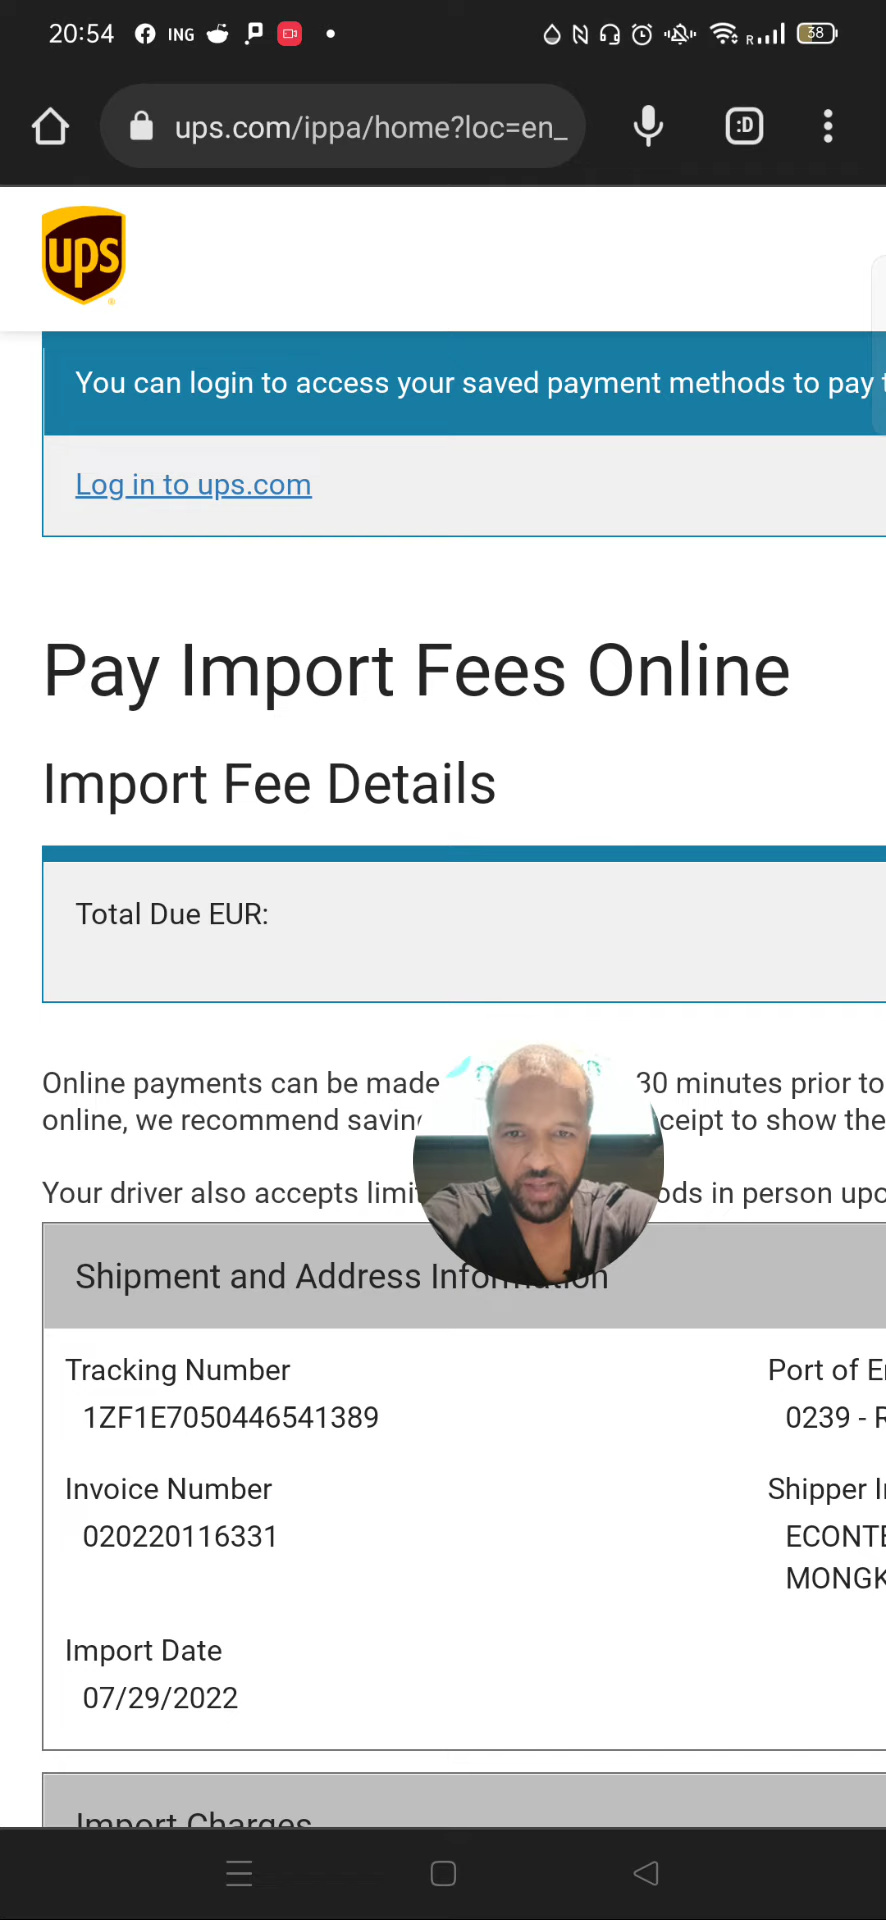 20:54 ING R 38
ups.com/ippa/home?loc=en_ :D
ups
You can login to access your saved payment methods to pay
Log in to ups.com
Pay Import Fees Online
Import Fee Details
Total Due EUR:
Online payments can be made 30 minutes prior to
online, we recommend saving ceipt to show the
Your driver also accepts limi ods in person upo
Shipment and Address Information
Tracking Number Port of E
1ZF1E7050446541389 0239 - R
Invoice Number Shipper I
020220116331 ECONTE
MONGK
Import Date
07/29/2022
Import Charges